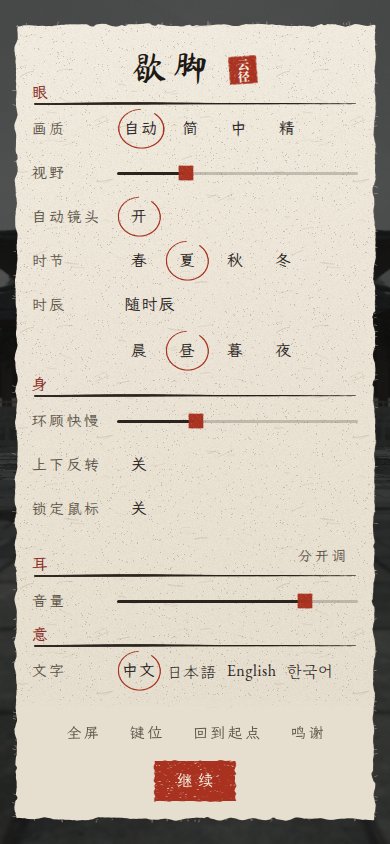 歇脚 云径
眼
画质 自动 简 中 精
视野
自动镜头 开
时节 春 夏 秋 冬
时辰 随时辰
晨 昼 暮 夜
身
环顾快慢
上下反转 关
锁定鼠标 关
分开调
耳
音量
意
文字 中文 日本語 English 한국어
全屏 键位 回到起点 鸣谢
继续